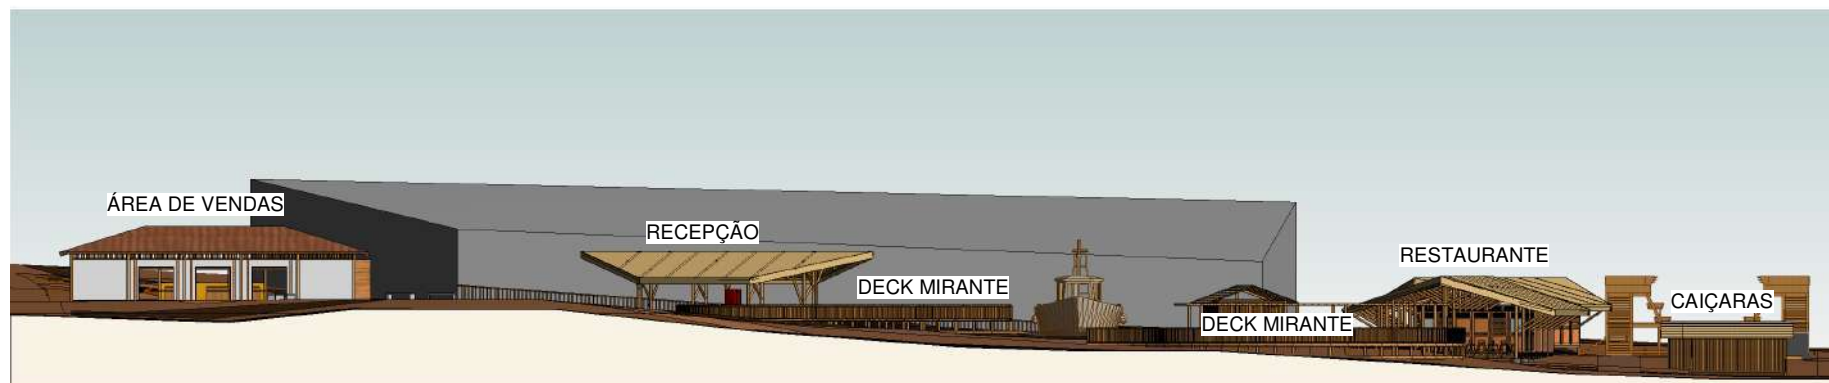 ÁREA DE VENDAS
RECEPÇÃO
DECK MIRANTE
RESTAURANTE
CAIÇARAS
DECK MIRANTE